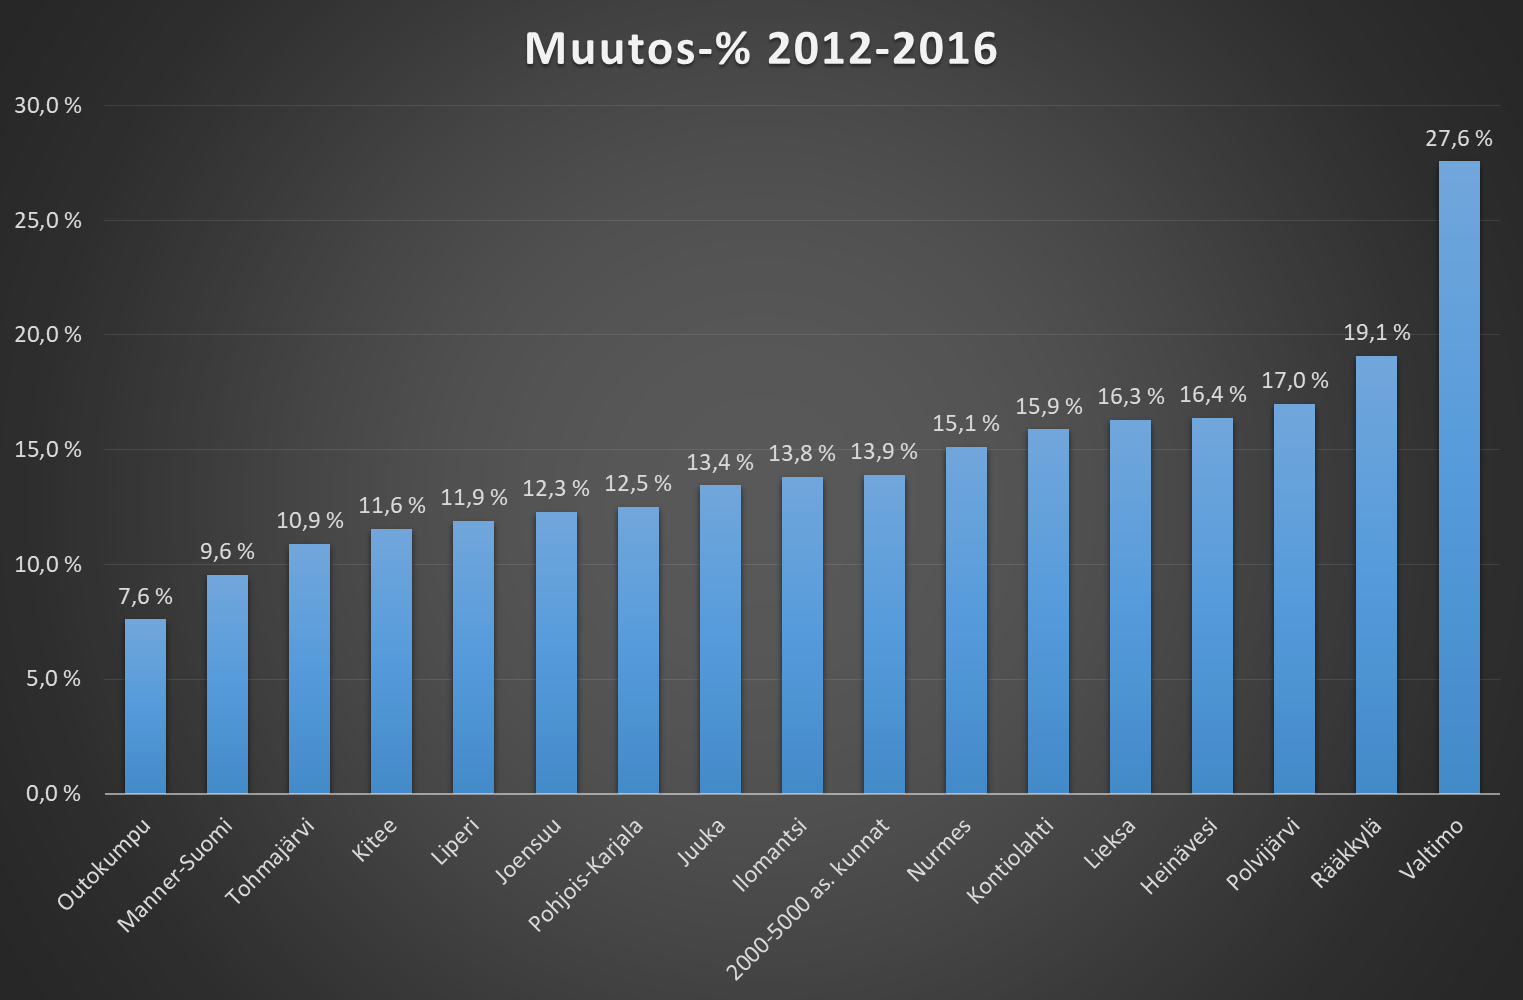 Muutos-% 2012-2016
30,0 %
25,0 %
20,0 %
15,0 %
10,0 %
5,0 %
0,0 %
7,6 %
9,6 %
10,9 %
11,6 %
11,9 %
12,3 %
12,5 %
13,4 %
13,8 %
13,9 %
15,1 %
15,9 %
16,3 %
16,4 %
17,0 %
19,1 %
27,6 %
Outokumpu
Manner-Suomi
Tohmajärvi
Kitee
Liperi
Joensuu
Pohjois-Karjala
Juuka
Ilomantsi
2000-5000 as. kunnat
Nurmes
Kontiolahti
Lieksa
Heinävesi
Polvijärvi
Rääkkylä
Valtimo